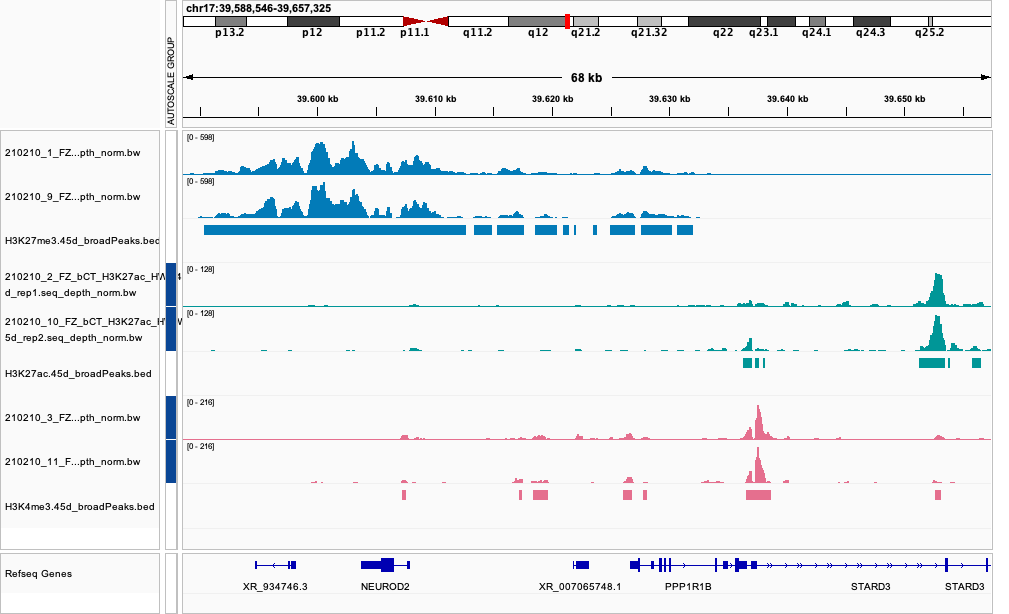 chr17:39,588,546-39,657,325
AUTOSCALE GROUP
p13.2 p12 p11.2 p11.1 q11.2 q12 q21.2 q21.32 q22 q23.1 q24.1 q24.3 q25.2
68 kb
39.600 kb 39.610 kb 39.620 kb 39.630 kb 39.640 kb 39.650 kb
[0 - 598]
210210_1_FZ...pth_norm.bw
[0 - 598]
210210_9_FZ...pth_norm.bw
H3K27me3.45d_broadPeaks.bed
[0 - 128]
210210_2_FZ_bCT_H3K27ac_HW
d_rep1.seq_depth_norm.bw
[0 - 128]
210210_10_FZ_bCT_H3K27ac_H
5d_rep2.seq_depth_norm.bw
H3K27ac.45d_broadPeaks.bed
[0 - 216]
210210_3_FZ...pth_norm.bw
[0 - 216]
210210_11_F...pth_norm.bw
H3K4me3.45d_broadPeaks.bed
Refseq Genes
XR_934746.3 NEUROD2 XR_007065748.1 PPP1R1B STARD3 STARD3